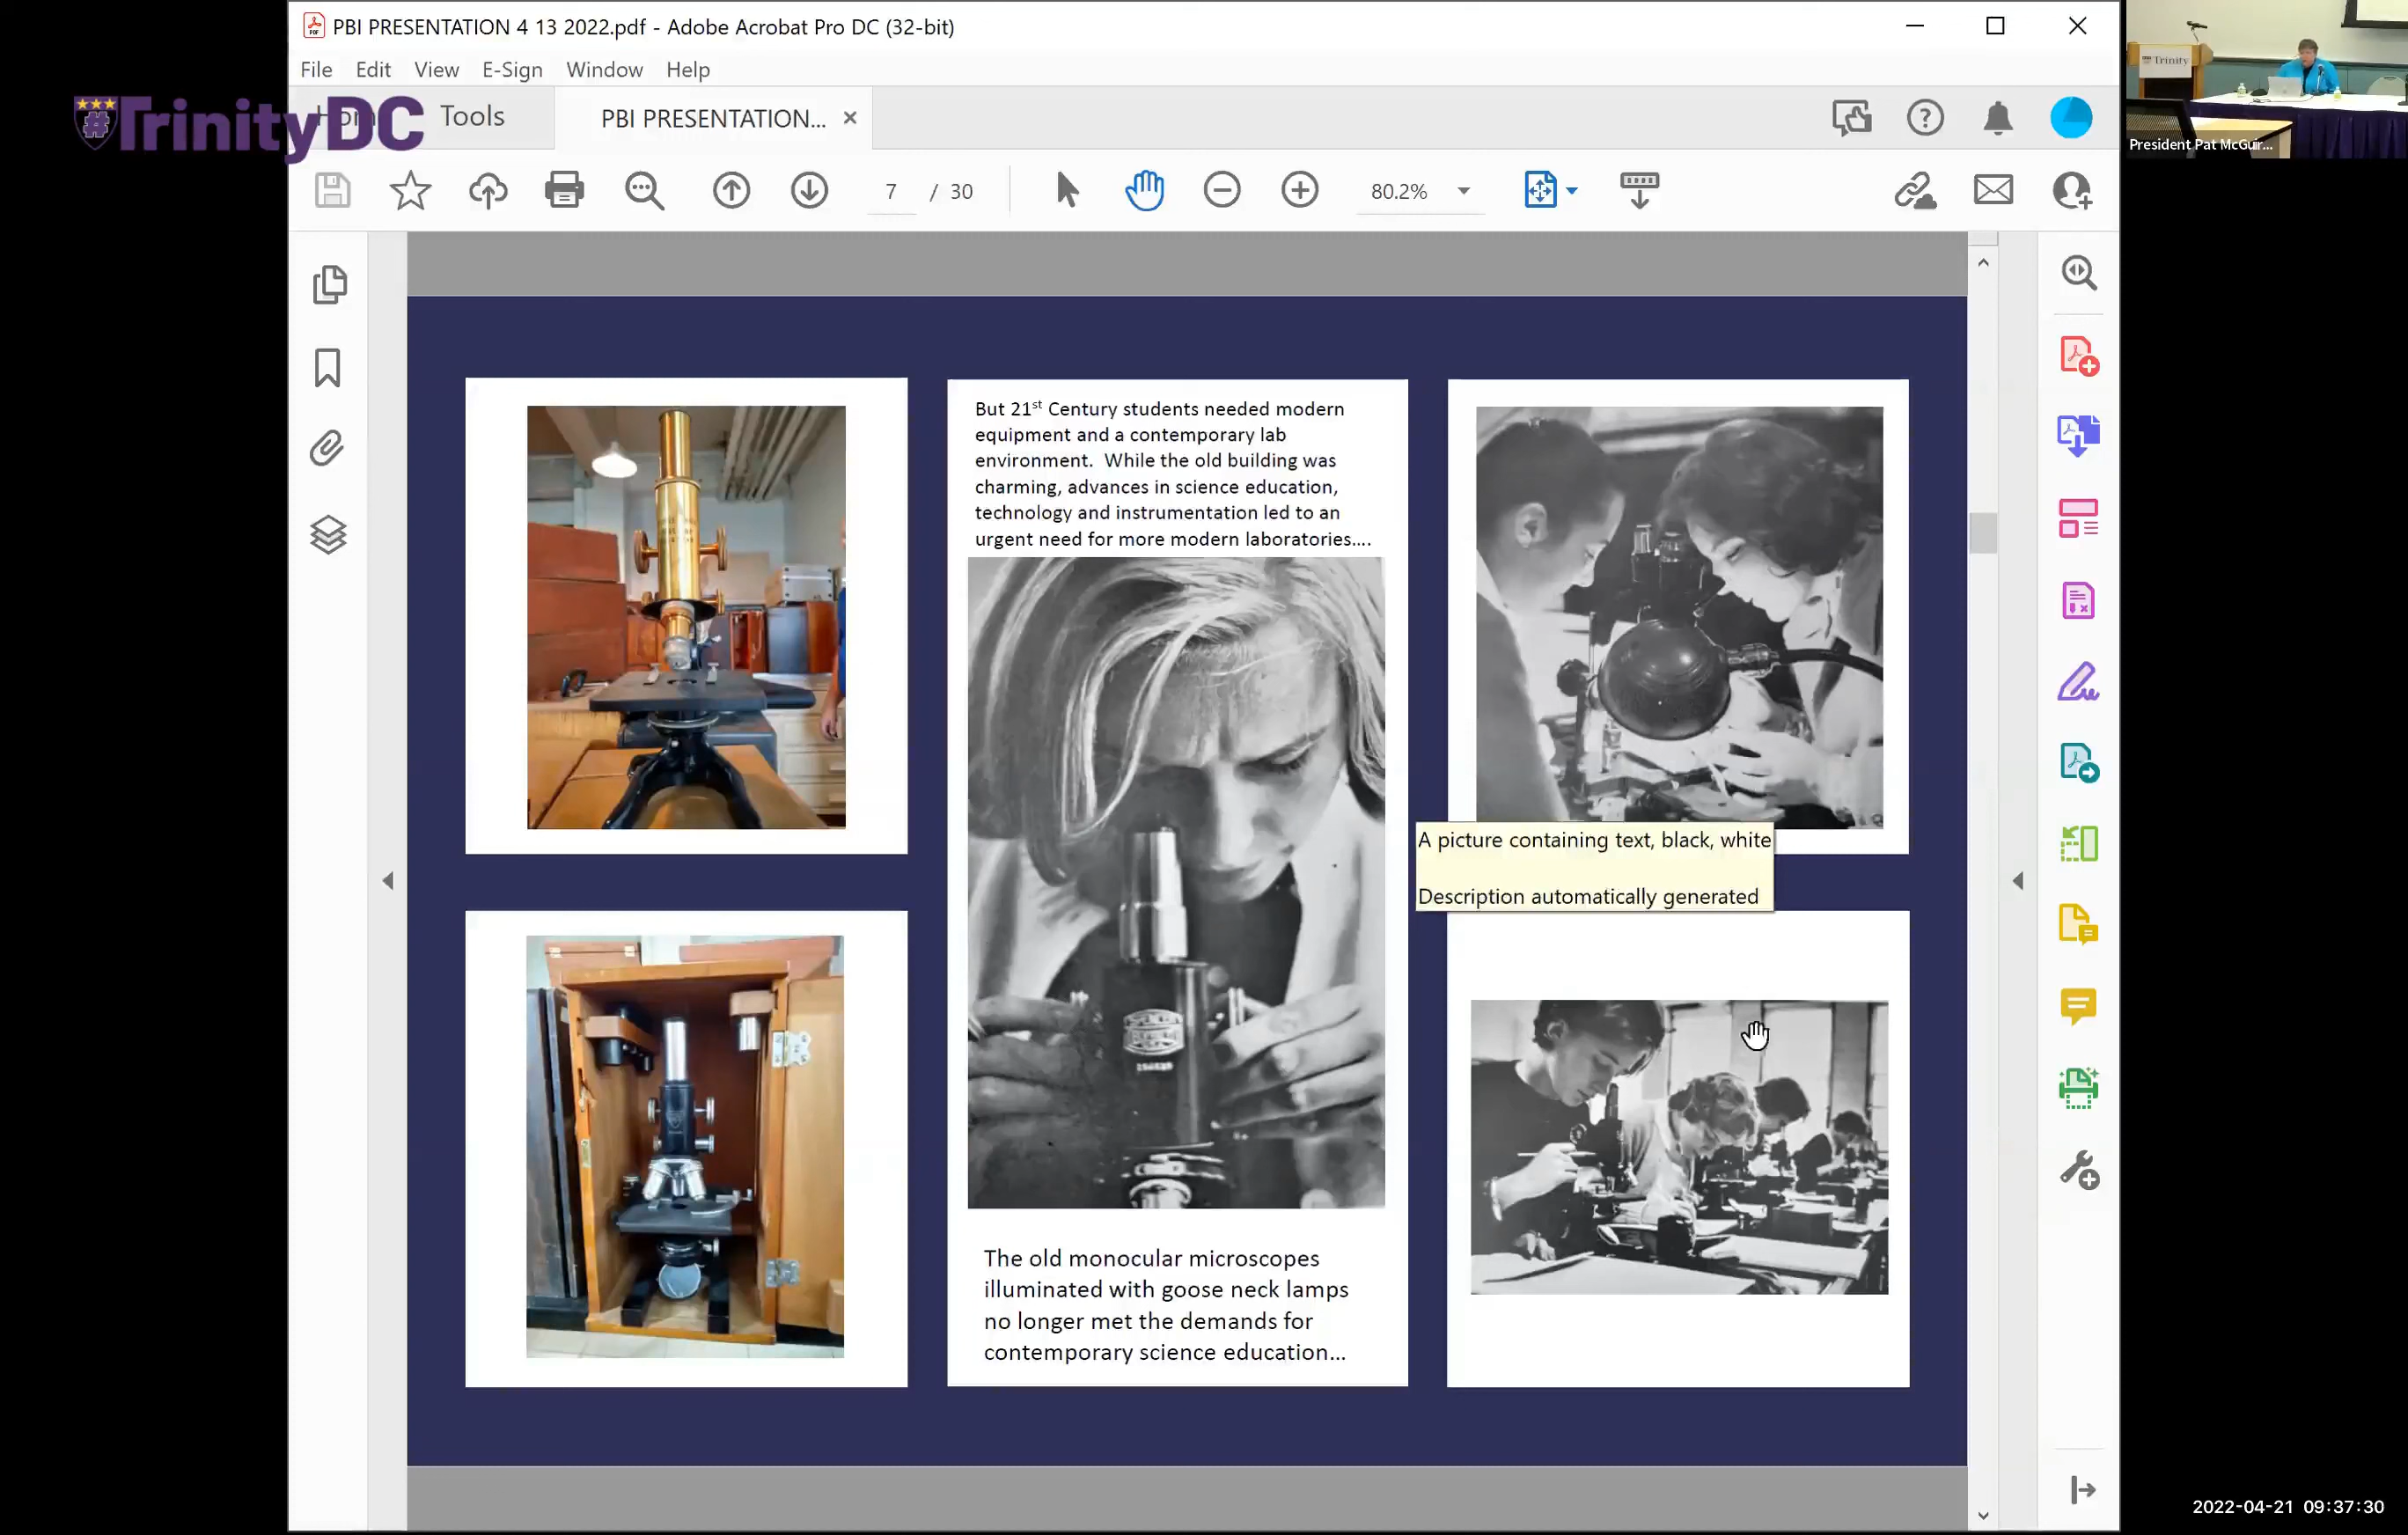 PBI PRESENTATION 4 13 2022.pdf - Adobe Acrobat Pro DC (32-bit)
File Edit View E-Sign Window Help
TrinityDC
Tools
PBI PRESENTATION...
7 / 30
80.2%
Trinity
President Pat McGuir...
But 21st Century students needed modern
equipment and a contemporary lab
environment. While the old building was
charming, advances in science education,
technology and instrumentation led to an
urgent need for more modern laboratories....
A picture containing text, black, white
Description automatically generated
The old monocular microscopes
illuminated with goose neck lamps
no longer met the demands for
contemporary science education...
2022-04-21 09:37:30